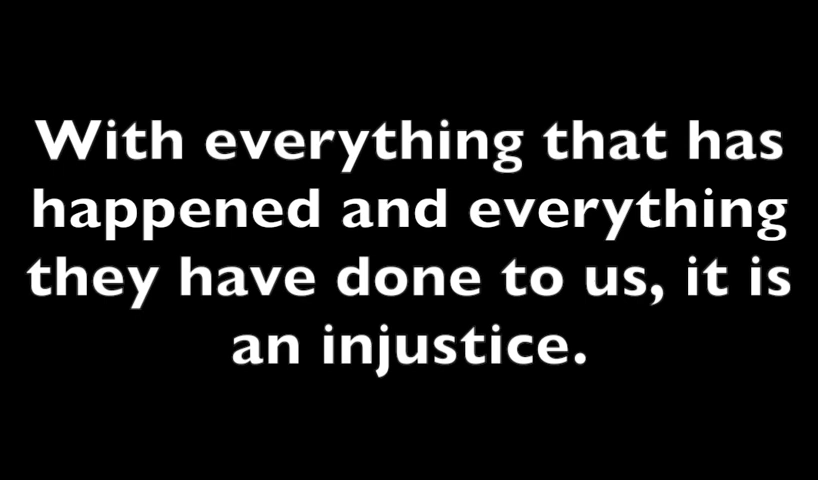 With everything that has
happened and everything
they have done to us, it is
an injustice.